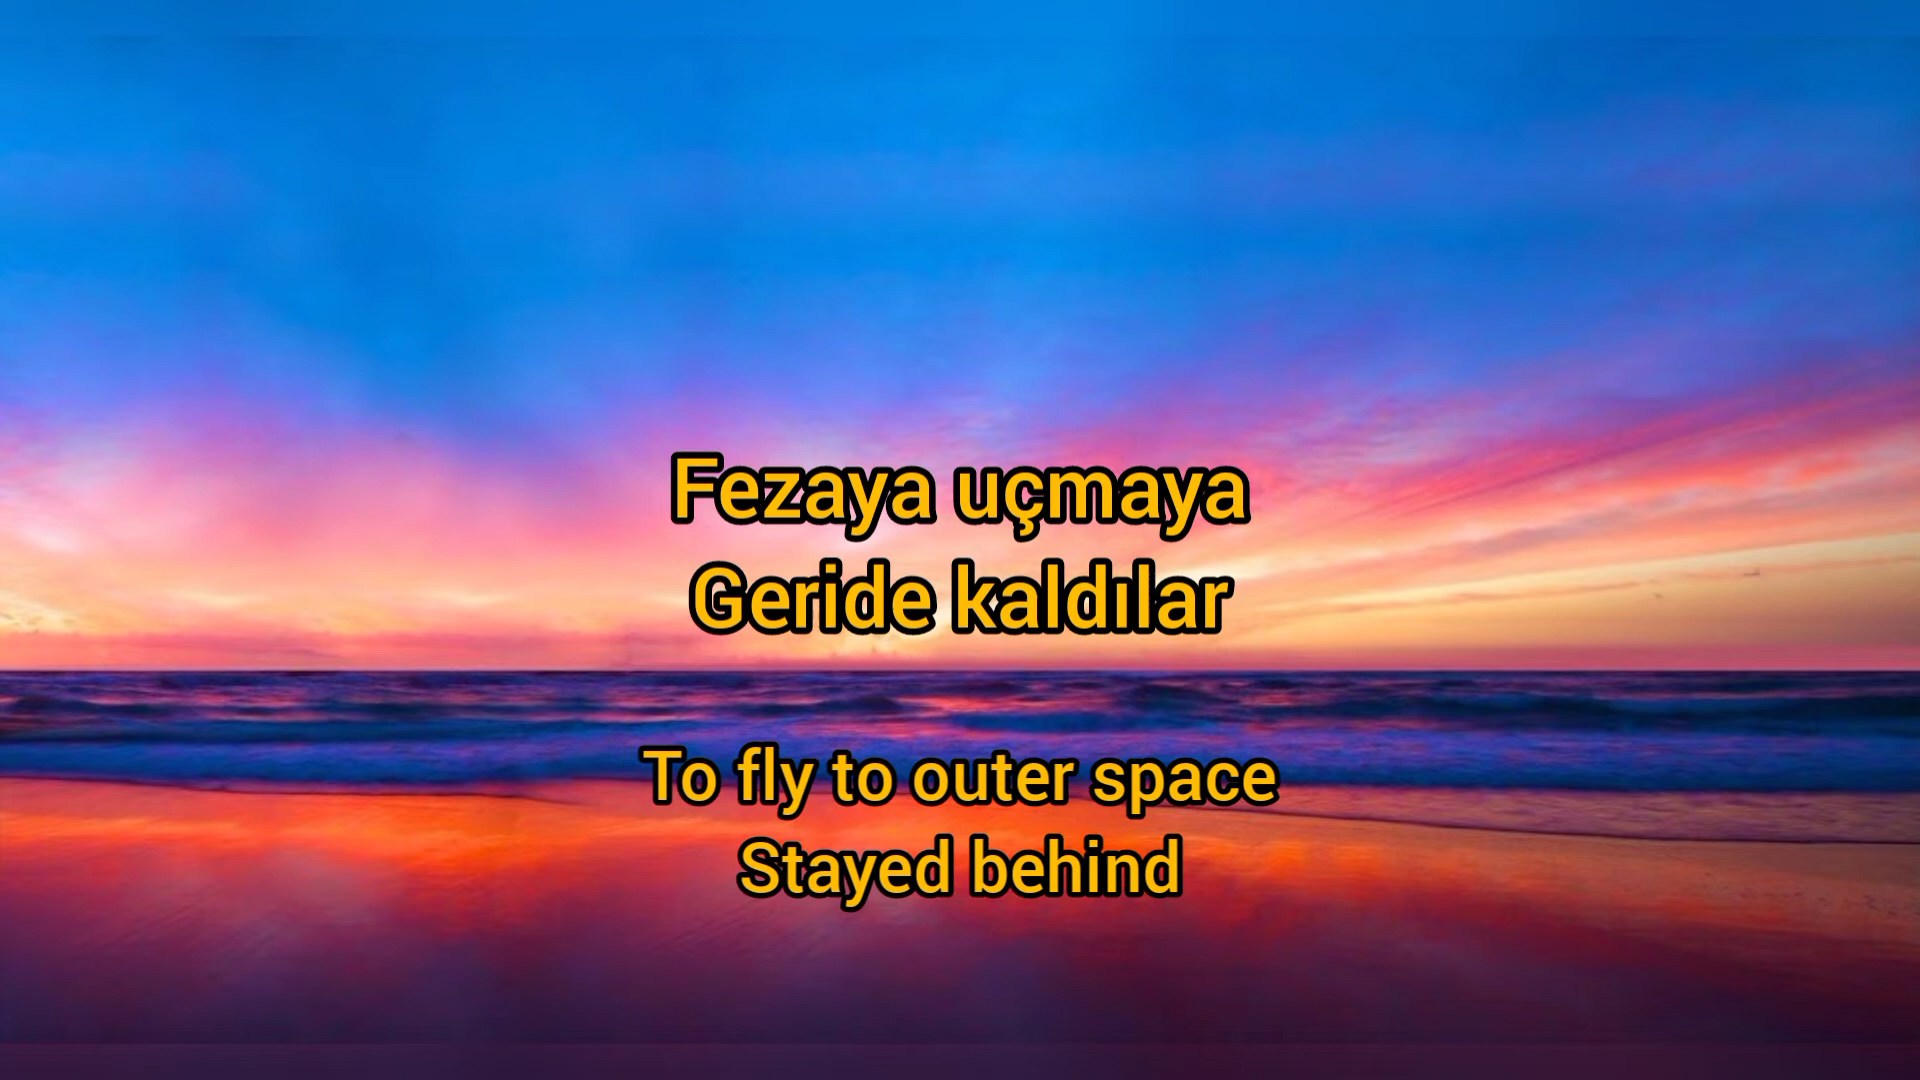 Fezaya uçmaya
Geride kaldılar
To fly to outer space
Stayed behind